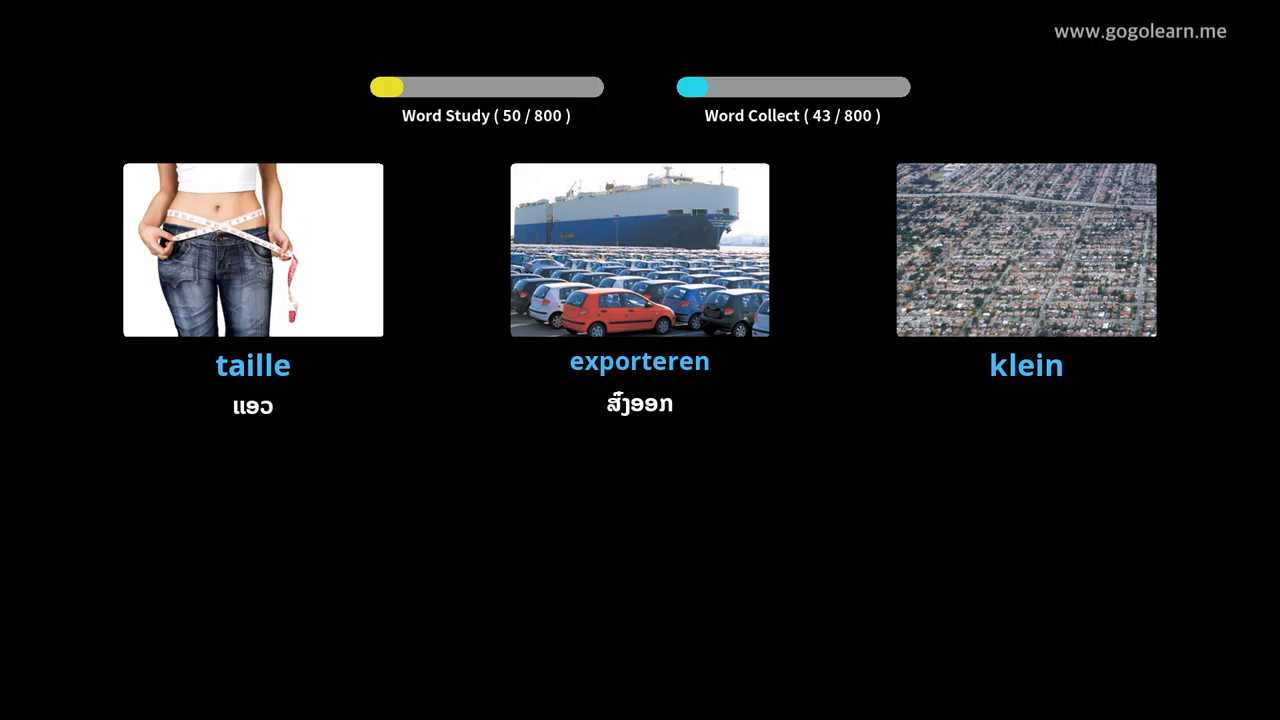 www.gogolearn.me
Word Study ( 50 / 800 )
Word Collect ( 43 / 800 )
taille
ແອວ
exporteren
ສົ່ງອອກ
klein